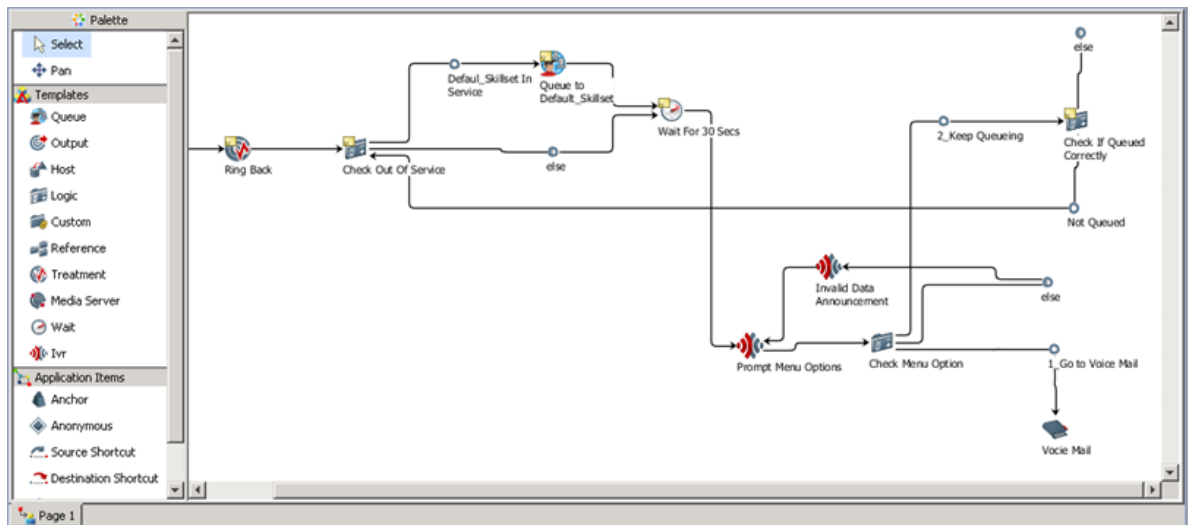 Palette
Select
Pan
Templates
Queue
Output
Host
Logic
Custom
Reference
Treatment
Media Server
Wait
Ivr
Application Items
Anchor
Anonymous
Source Shortcut
Destination Shortcut
Page 1
Ring Back
Check Out Of Service
Defaul_Skillset In
Service
Queue to
Default_Skillset
else
Wait For 30 Secs
else
2_Keep Queueing
Check If Queued
Correctly
Not Queued
Invalid Data
Announcement
else
Prompt Menu Options
Check Menu Option
1_Go to Voice Mail
Vocie Mail